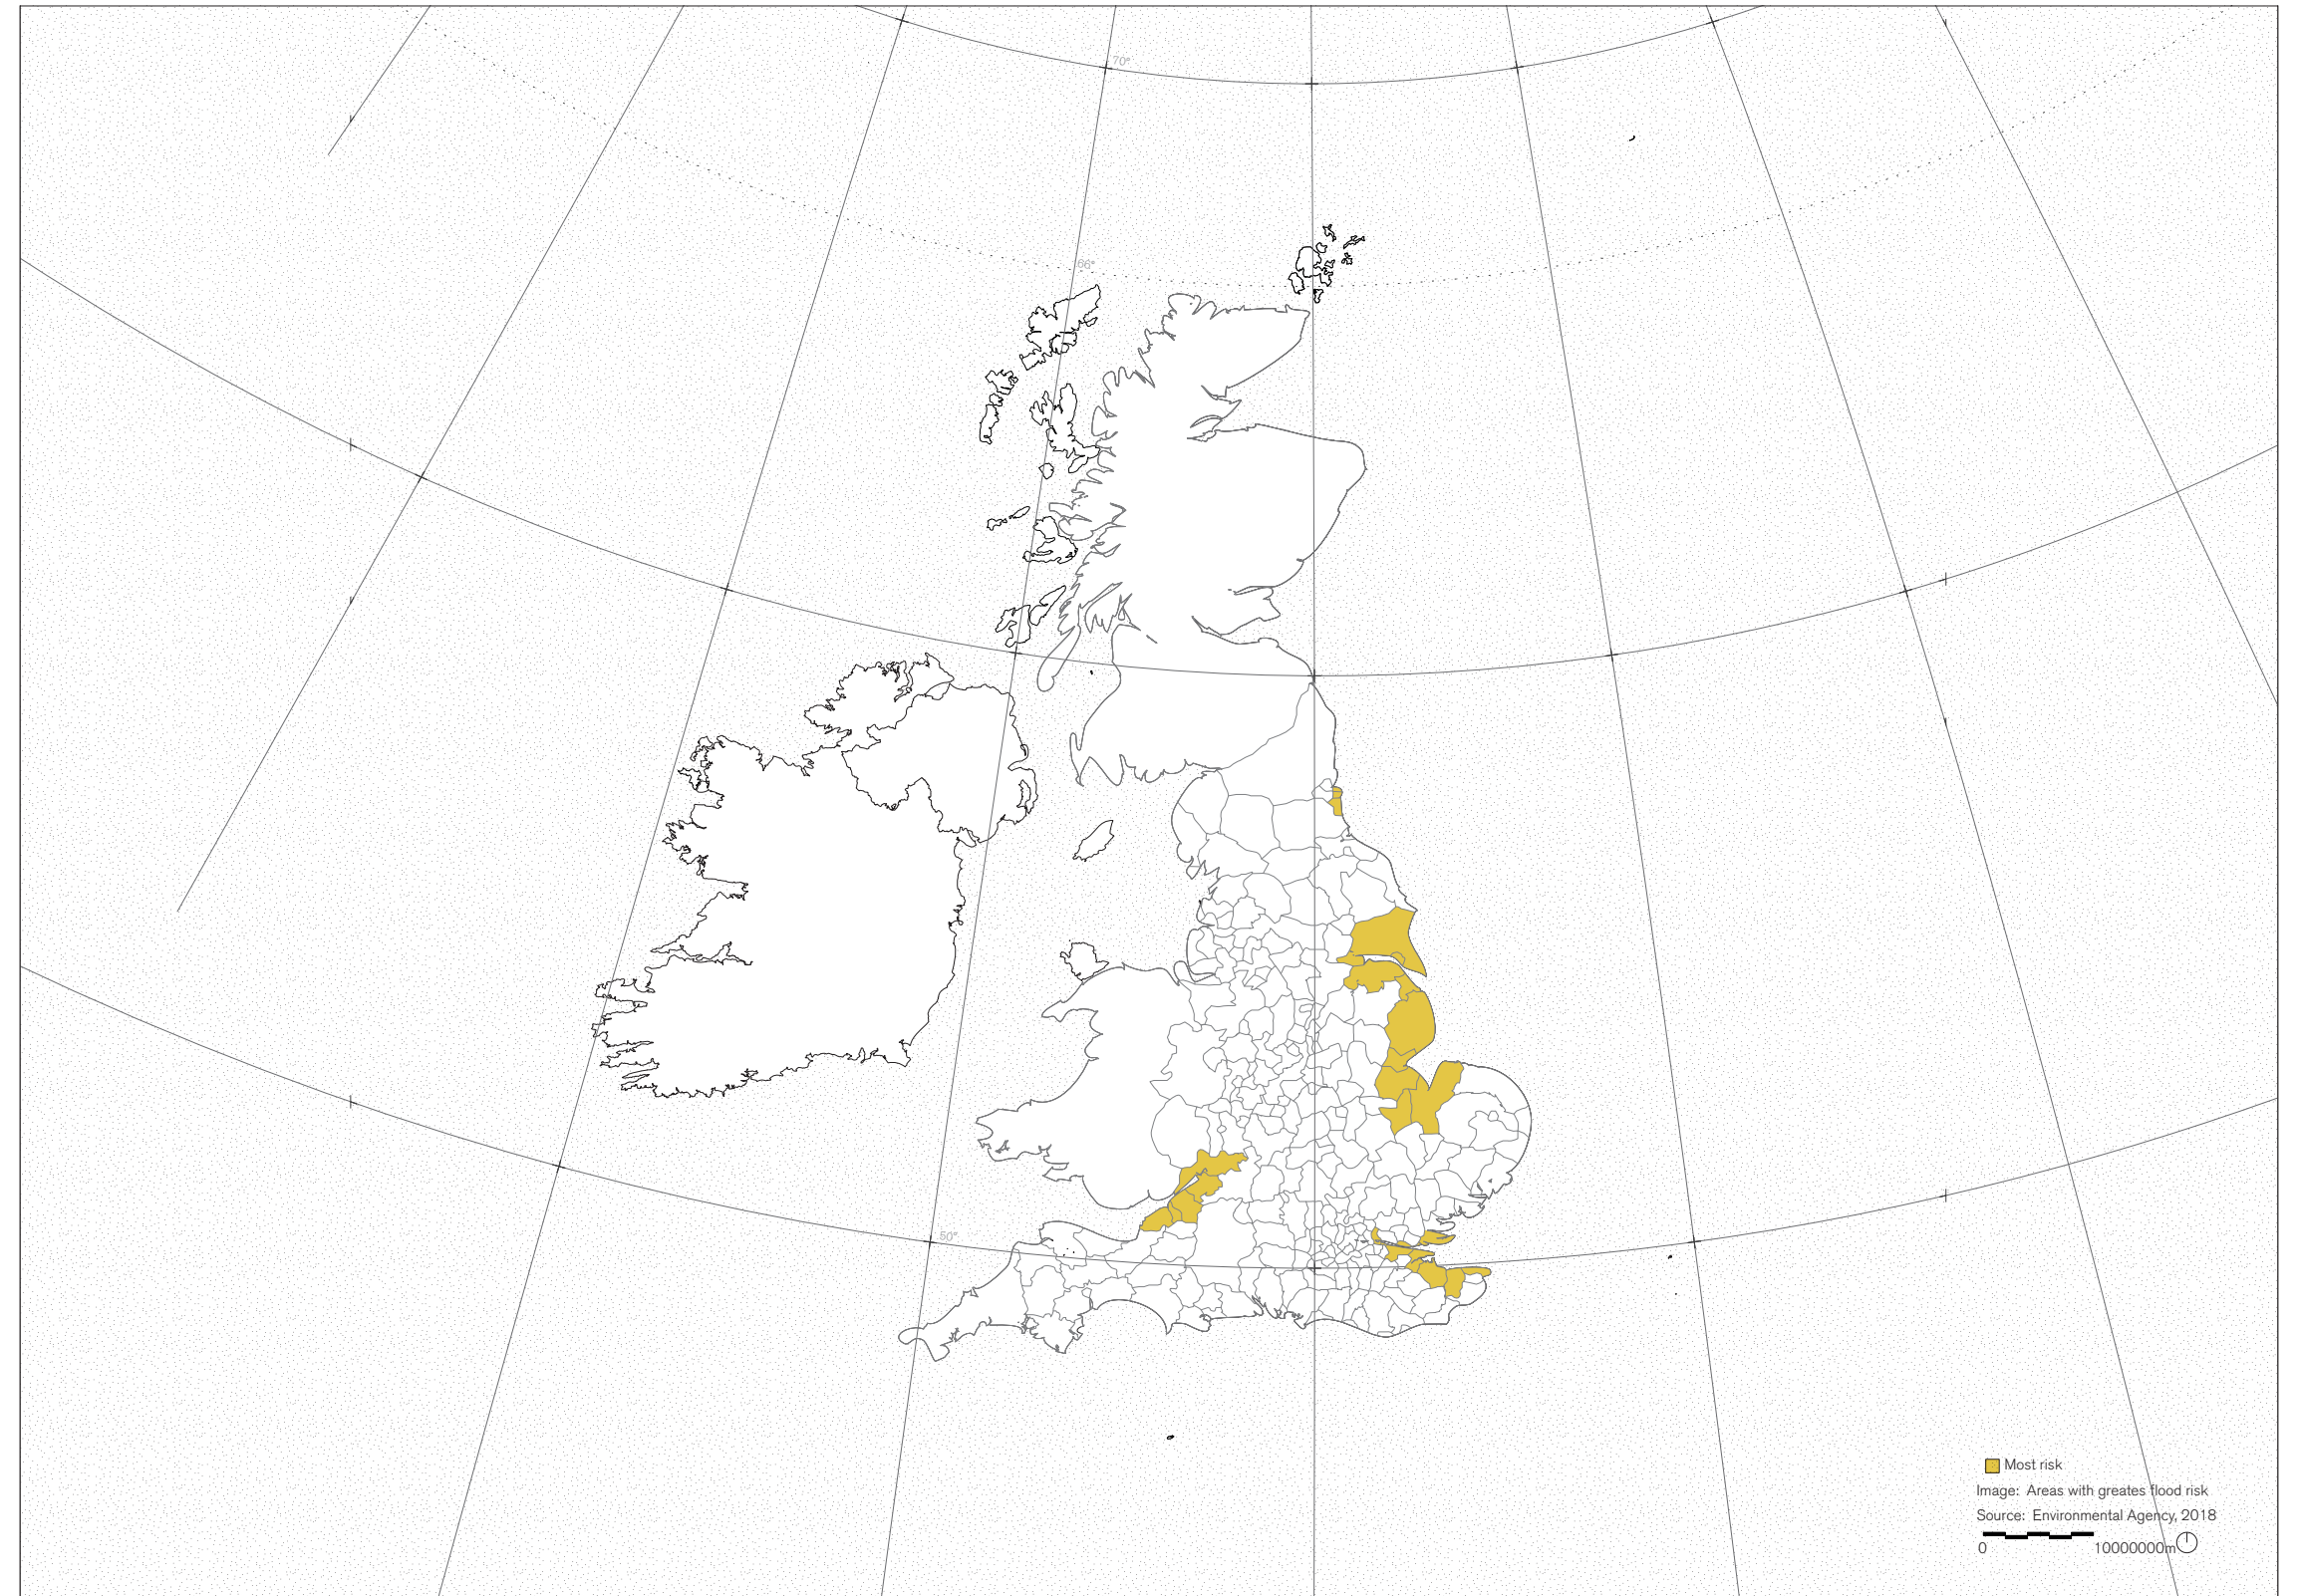 70°
66°
50°
Most risk
Image: Areas with greates flood risk
Source: Environmental Agency, 2018
0 10000000m